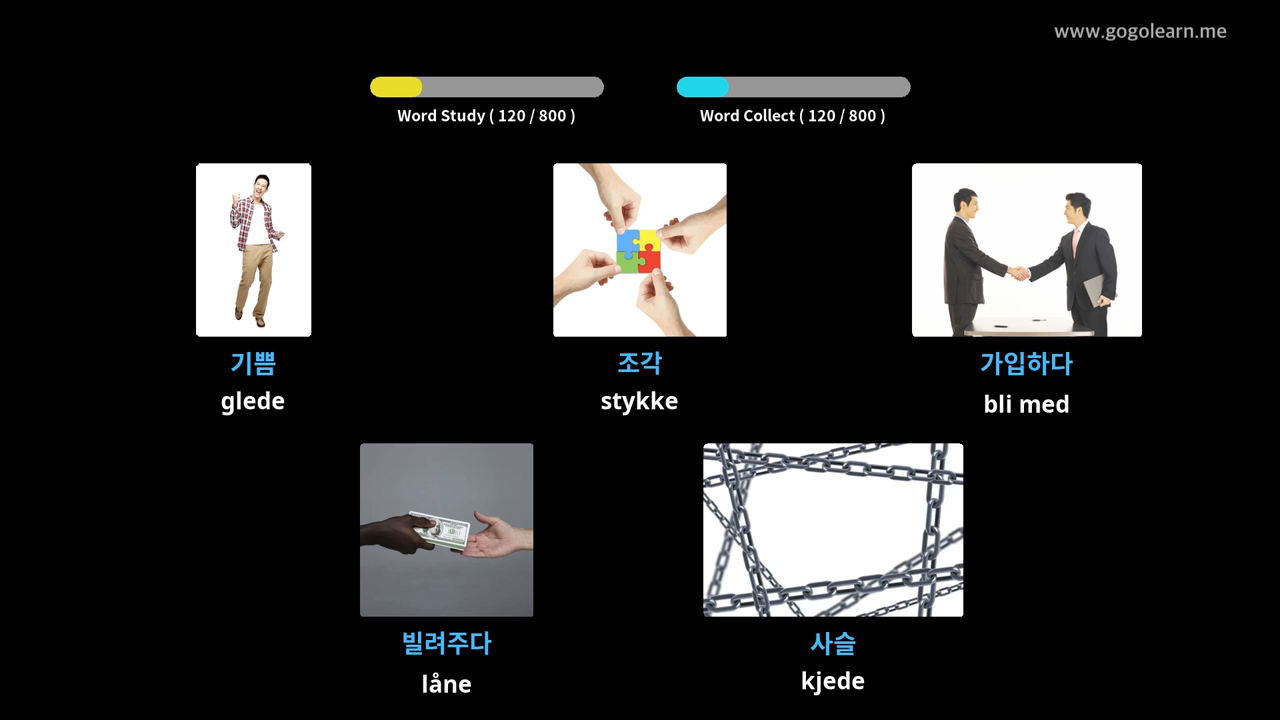 www.gogolearn.me
Word Study ( 120 / 800 )
Word Collect ( 120 / 800 )
기쁨
glede
조각
stykke
가입하다
bli med
빌려주다
låne
사슬
kjede